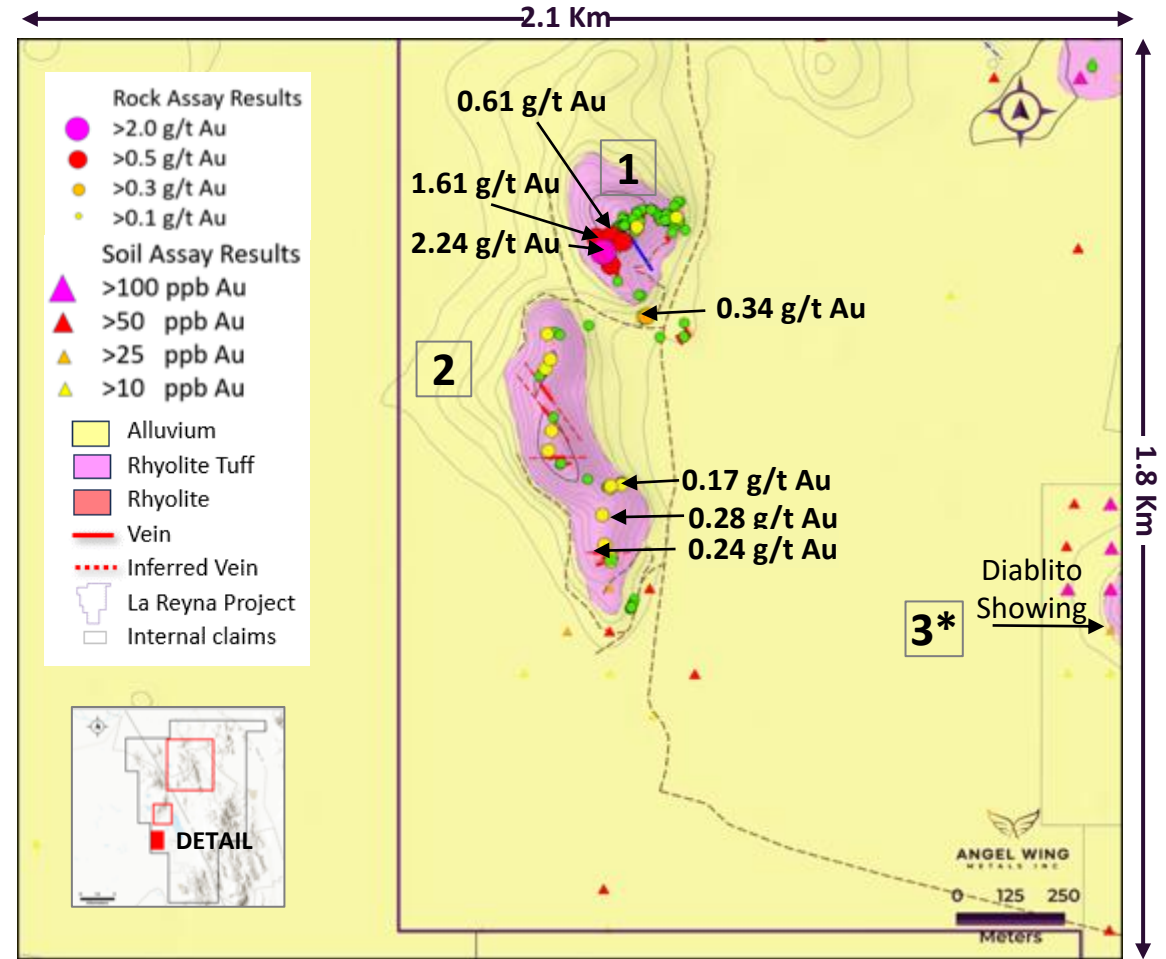 2.1 Km
Rock Assay Results
>2.0 g/t Au
>0.5 g/t Au
>0.3 g/t Au
>0.1 g/t Au
Soil Assay Results
>100 ppb Au
>50 ppb Au
>25 ppb Au
>10 ppb Au
Alluvium
Rhyolite Tuff
Rhyolite
Vein
Inferred Vein
La Reyna Project
Internal claims
0.61 g/t Au
1
1.61 g/t Au
2.24 g/t Au
0.34 g/t Au
2
0.17 g/t Au
0.28 g/t Au
0.24 g/t Au
1.8 Km
Diablito
Showing
3*
DETAIL
ANGEL WING
METALS INC
0 125 250
Meters